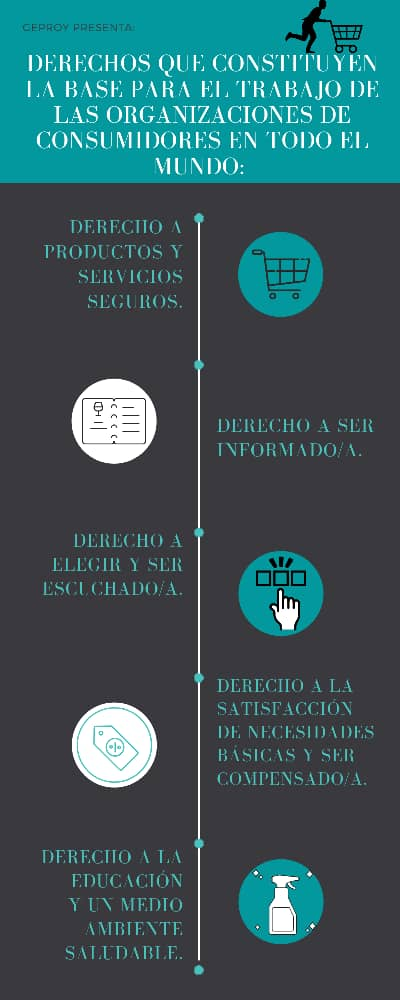 GEPROY PRESENTA:
DERECHOS QUE CONSTITUYEN
LA BASE PARA EL TRABAJO DE
LAS ORGANIZACIONES DE
CONSUMIDORES EN TODO EL
MUNDO:
DERECHO A
PRODUCTOS Y
SERVICIOS
SEGUROS.
DERECHO A SER
INFORMADO/A.
DERECHO A
ELEGIR Y SER
ESCUCHADO/A.
DERECHO A LA
SATISFACCIÓN
DE NECESIDADES
BÁSICAS Y SER
COMPENSADO/A.
DERECHO A LA
EDUCACIÓN
Y UN MEDIO
AMBIENTE
SALUDABLE.